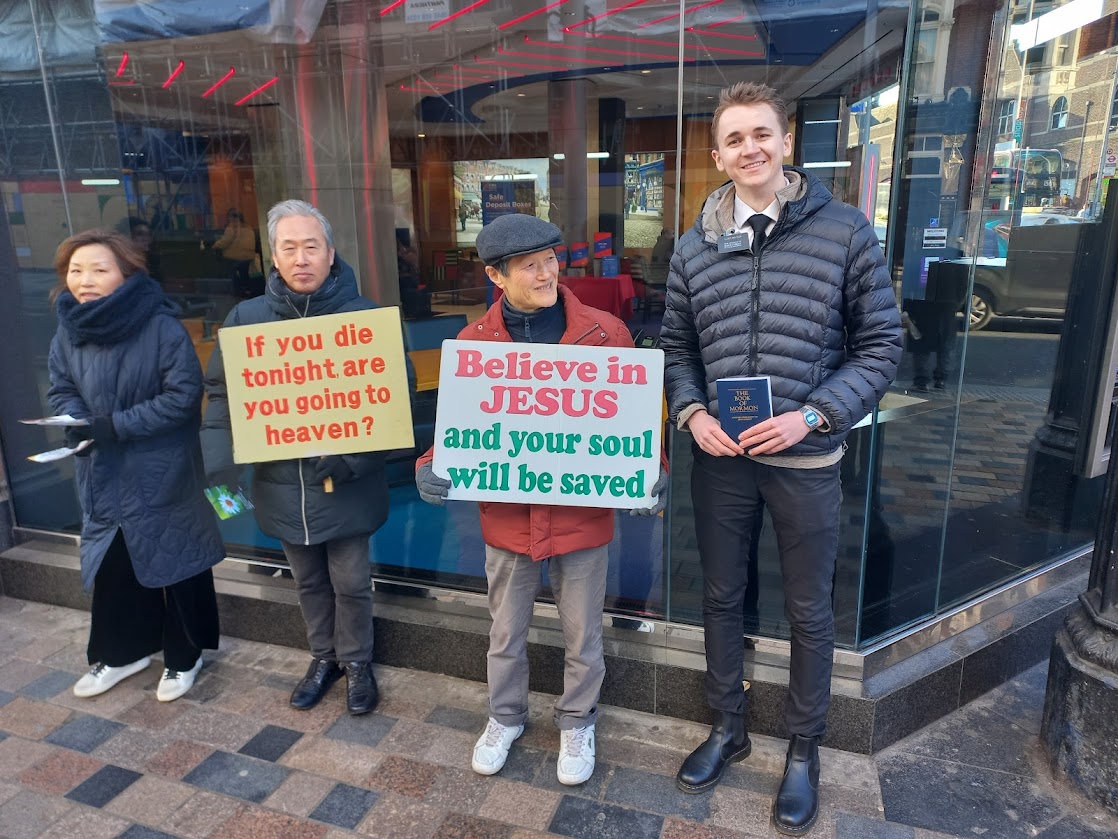 If you die
tonight, are
you going to
heaven?
Believe in
JESUS
and your soul
will be saved
THE
BOOK OF
MORMON
Safe
Deposit Boxes